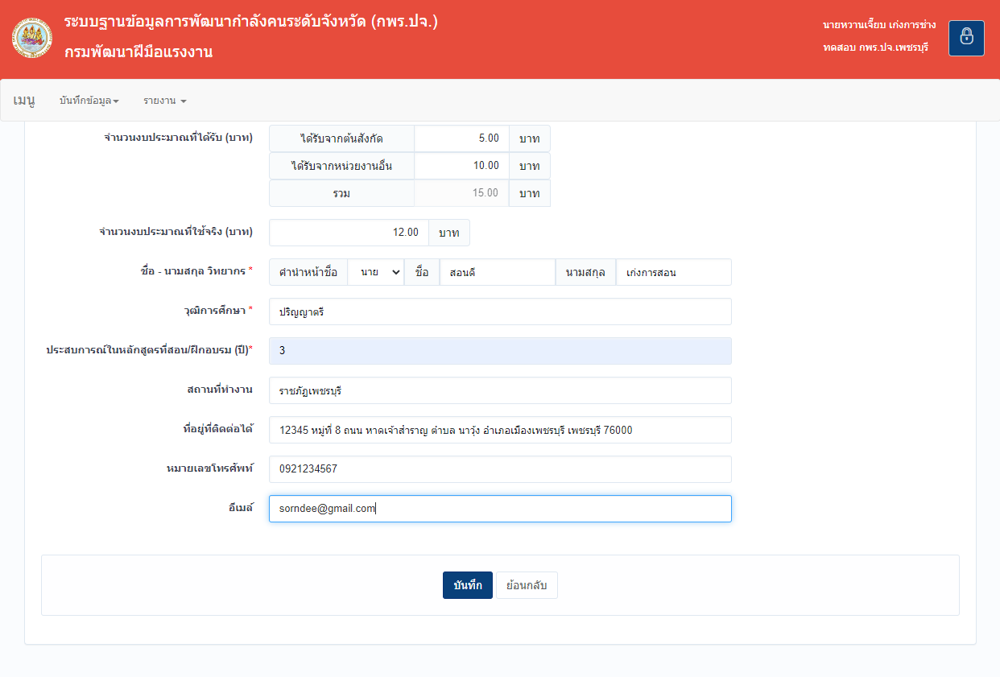 ระบบฐานข้อมูลการพัฒนากำลังคนระดับจังหวัด (กพร.ปจ.)
กรมพัฒนาฝีมือแรงงาน
นายหวานเจี๊ยบ เก่งการช่าง
ทดสอบ กพร.ปจ.เพชรบุรี
เมนู บันทึกข้อมูล รายงาน
จำนวนงบประมาณที่ได้รับ (บาท) ได้รับจากต้นสังกัด 5.00 บาท
ได้รับจากหน่วยงานอื่น 10.00 บาท
รวม 15.00 บาท
จำนวนงบประมาณที่ใช้จริง (บาท) 12.00 บาท
ชื่อ - นามสกุล วิทยากร * คำนำหน้าชื่อ นาย ชื่อ สอนดี นามสกุล เก่งการสอน
วุฒิการศึกษา * ปริญญาตรี
ประสบการณ์ในหลักสูตรที่สอน/ฝึกอบรม (ปี)* 3
สถานที่ทำงาน ราชภัฏเพชรบุรี
ที่อยู่ที่ติดต่อได้ 12345 หมู่ที่ 8 ถนน หาดเจ้าสำราญ ตำบล นาวุ้ง อำเภอเมืองเพชรบุรี เพชรบุรี 76000
หมายเลขโทรศัพท์ 0921234567
อีเมล์ sorndee@gmail.com
บันทึก ย้อนกลับ